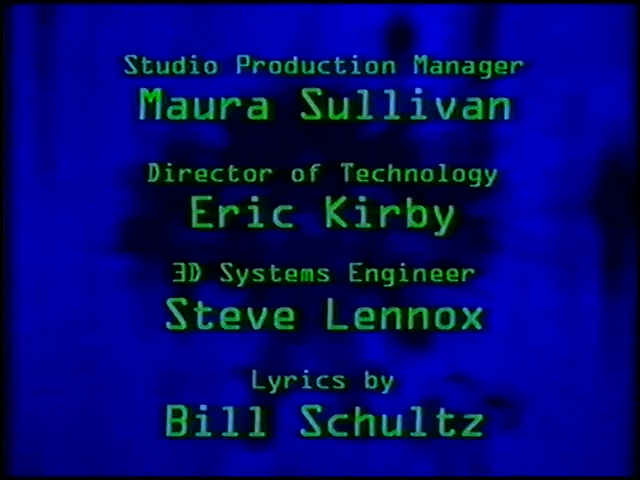 Studio Production Manager
Maura Sullivan
Director of Technology
Eric Kirby
3D Systems Engineer
Steve Lennox
Lyrics by
Bill Schultz